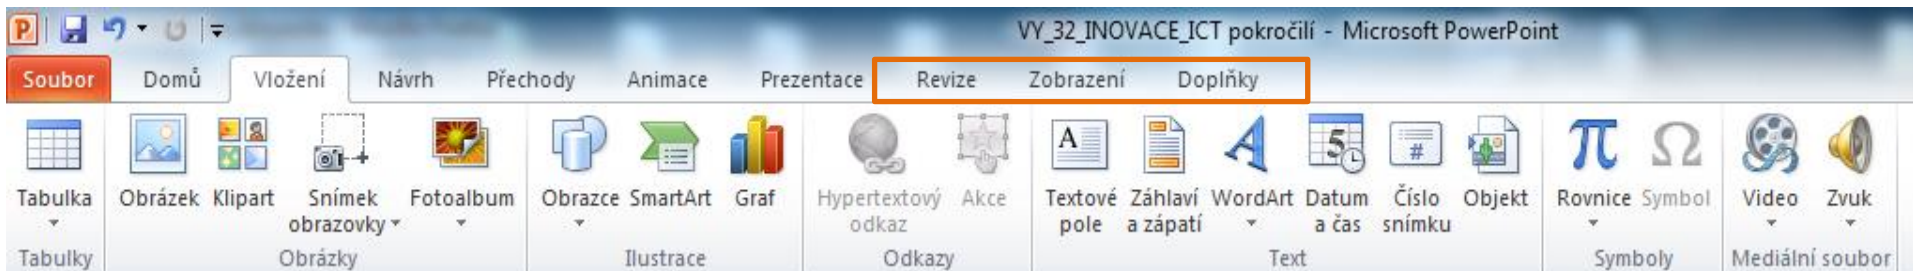 VY_32_INOVACE_ICT pokročilí - Microsoft PowerPoint
Soubor Domů Vložení Návrh Přechody Animace Prezentace Revize Zobrazení Doplňky
Tabulka Obrázek Klipart Snímek obrazovky Fotoalbum Obrazce SmartArt Graf Hypertextový odkaz Akce Textové pole Záhlaví a zápatí WordArt Datum a čas Číslo snímku Objekt Rovnice Symbol Video Zvuk
Tabulky Obrázky Ilustrace Odkazy Text Symboly Mediální soubor